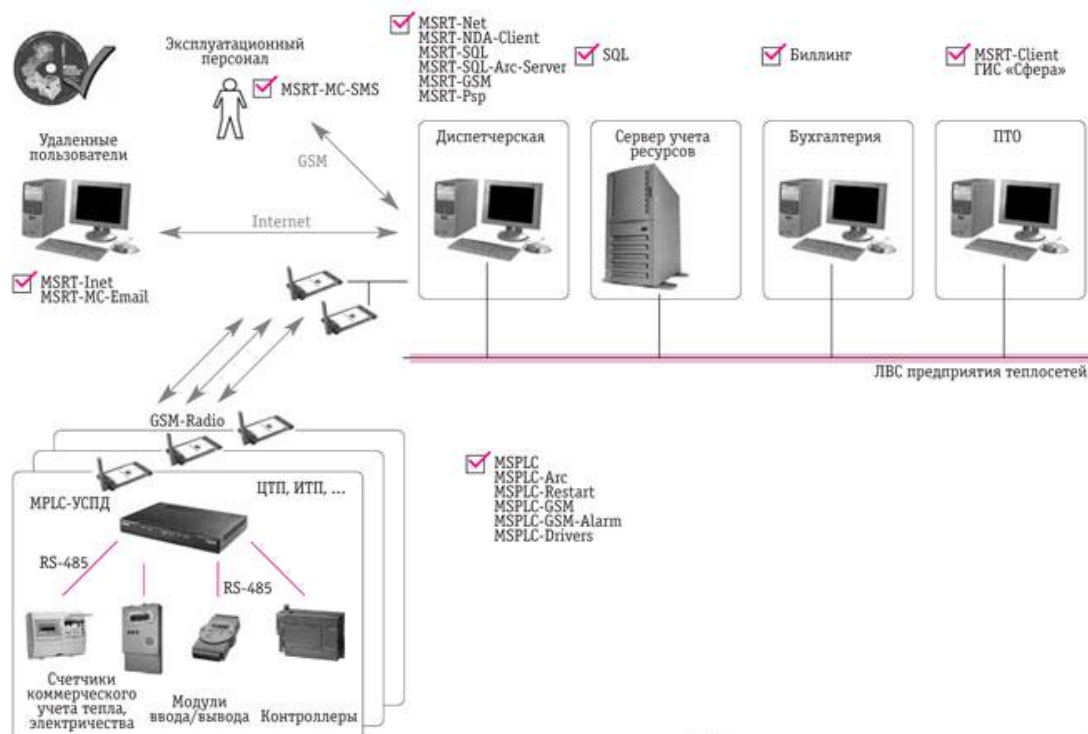 Эксплуатационный
персонал
MSRT-MC-SMS
MSRT-Net
MSRT-NDA-Client
MSRT-SQL
MSRT-SQL-Arc-Server
MSRT-GSM
MSRT-Psp
SQL
Биллинг
MSRT-Client
ГИС «Сфера»
Удаленные
пользователи
GSM
Internet
MSRT-Inet
MSRT-MC-Email
Диспетчерская
Сервер учета
ресурсов
Бухгалтерия
ПТО
ЛВС предприятия теплосетей
GSM-Radio
ЦТП, ИТП, ...
MPLC-УСПД
RS-485
RS-485
Счетчики
коммерческого
учета тепла,
электричества
Модули
ввода/вывода
Контроллеры
MSPLC
MSPLC-Arc
MSPLC-Restart
MSPLC-GSM
MSPLC-GSM-Alarm
MSPLC-Drivers